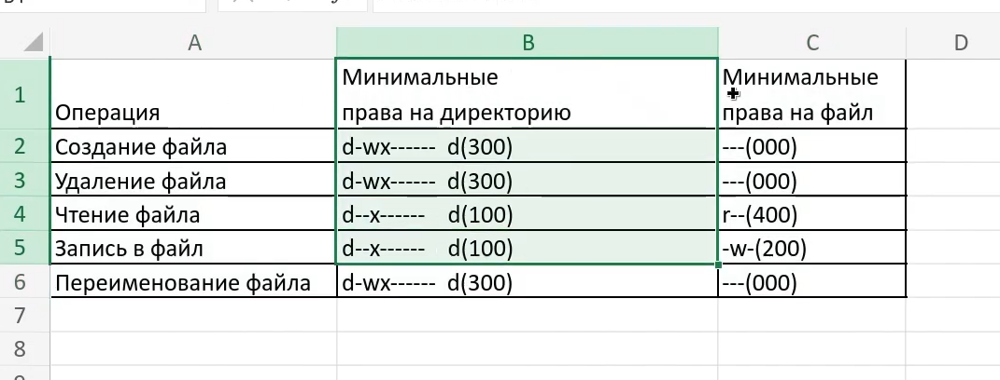 A B C D
1 Операция Минимальные права на директорию Минимальные права на файл
2 Создание файла d-wx------ d(300) ---(000)
3 Удаление файла d-wx------ d(300) ---(000)
4 Чтение файла d--x------ d(100) r--(400)
5 Запись в файл d--x------ d(100) -w-(200)
6 Переименование файла d-wx------ d(300) ---(000)
7
8